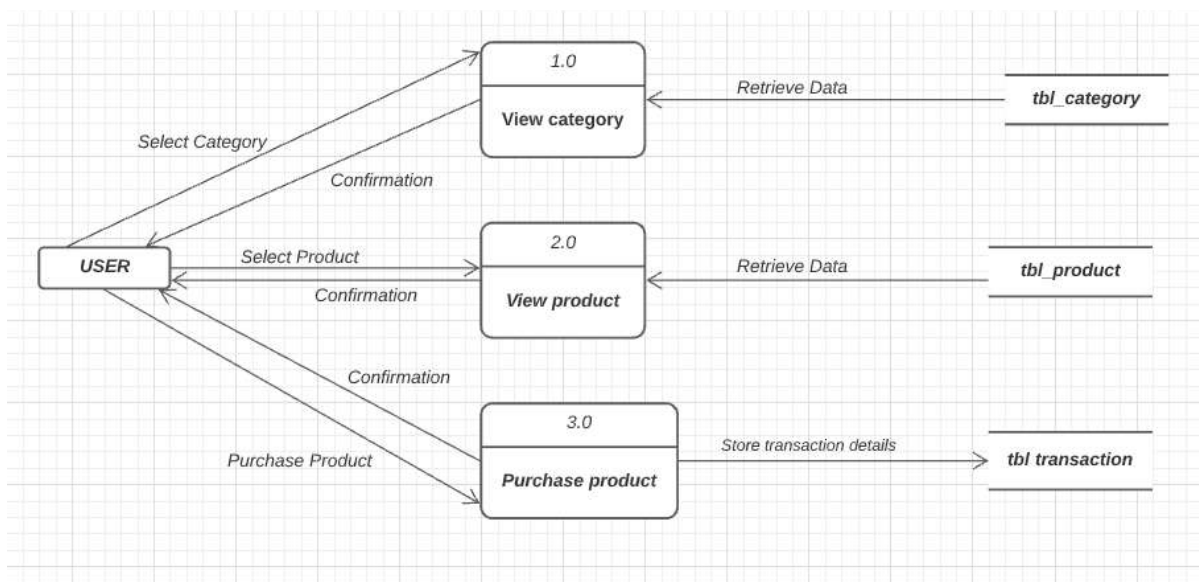 1.0
View category
Retrieve Data
tbl_category
Select Category
Confirmation
USER
Select Product
Confirmation
2.0
View product
Retrieve Data
tbl_product
Confirmation
Purchase Product
3.0
Purchase product
Store transaction details
tbl transaction